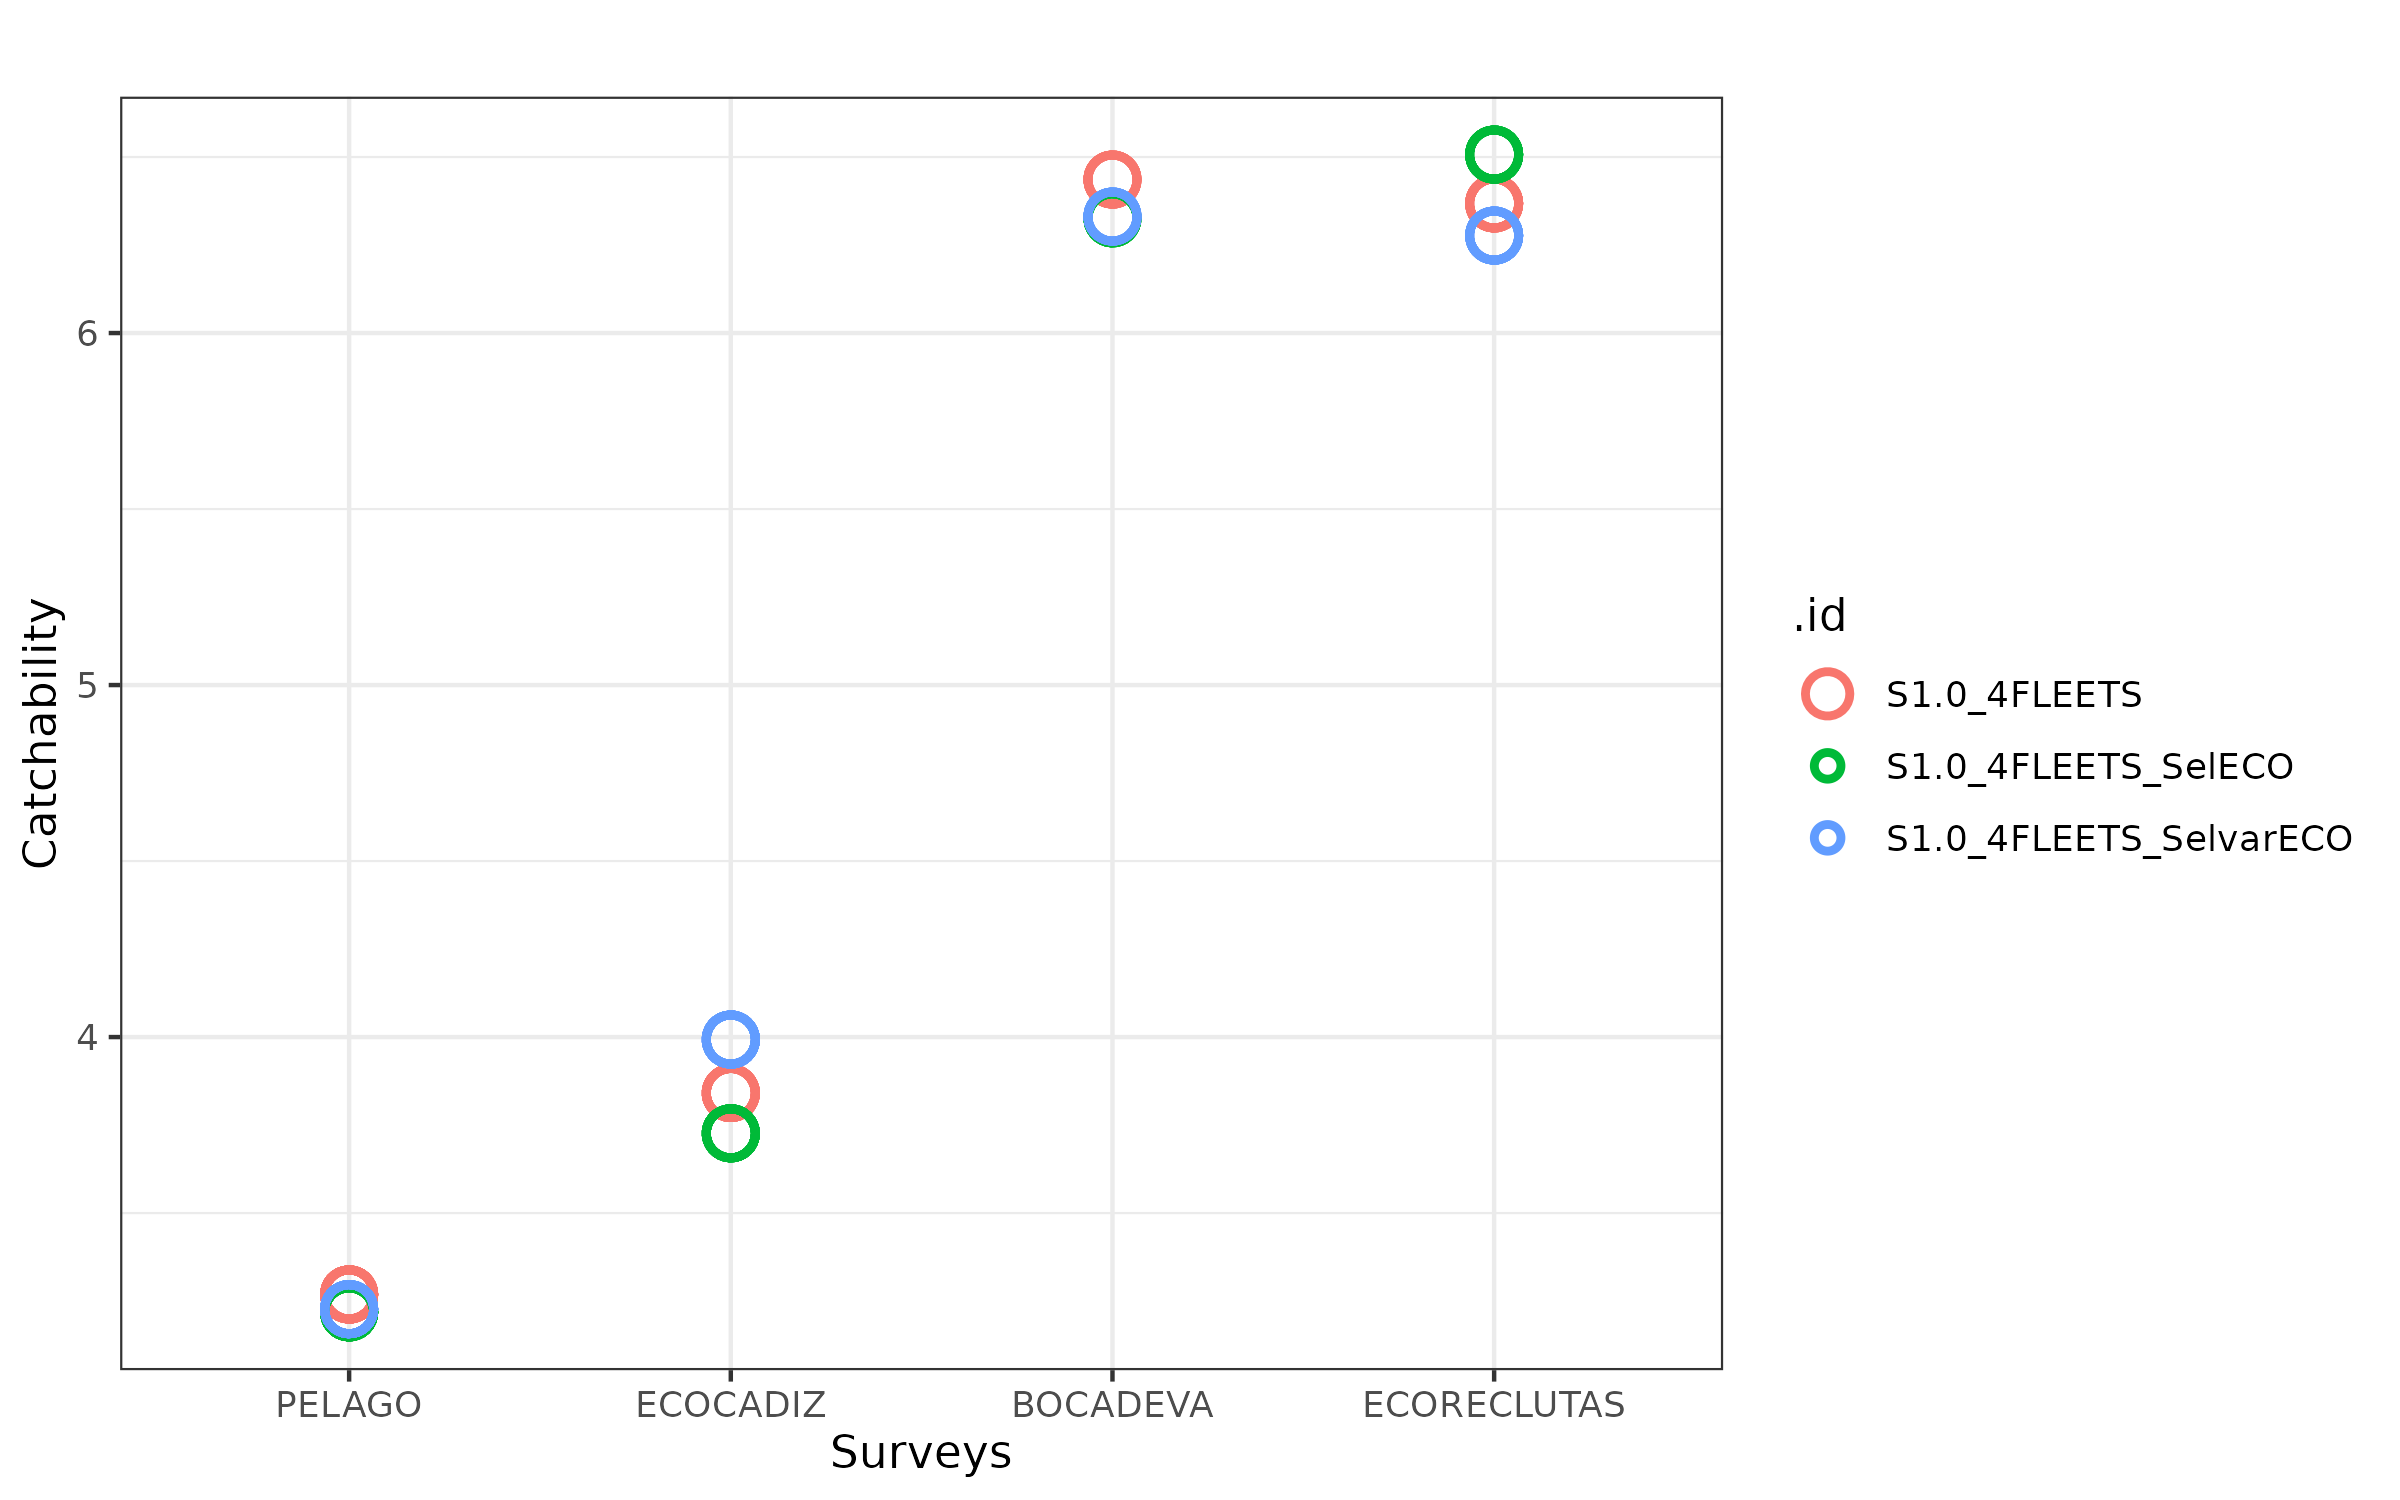 Catchability
6
5
4
PELAGO ECOCADIZ BOCADEVA ECORECLUTAS
Surveys
.id
S1.0_4FLEETS
S1.0_4FLEETS_SelECO
S1.0_4FLEETS_SelvarECO